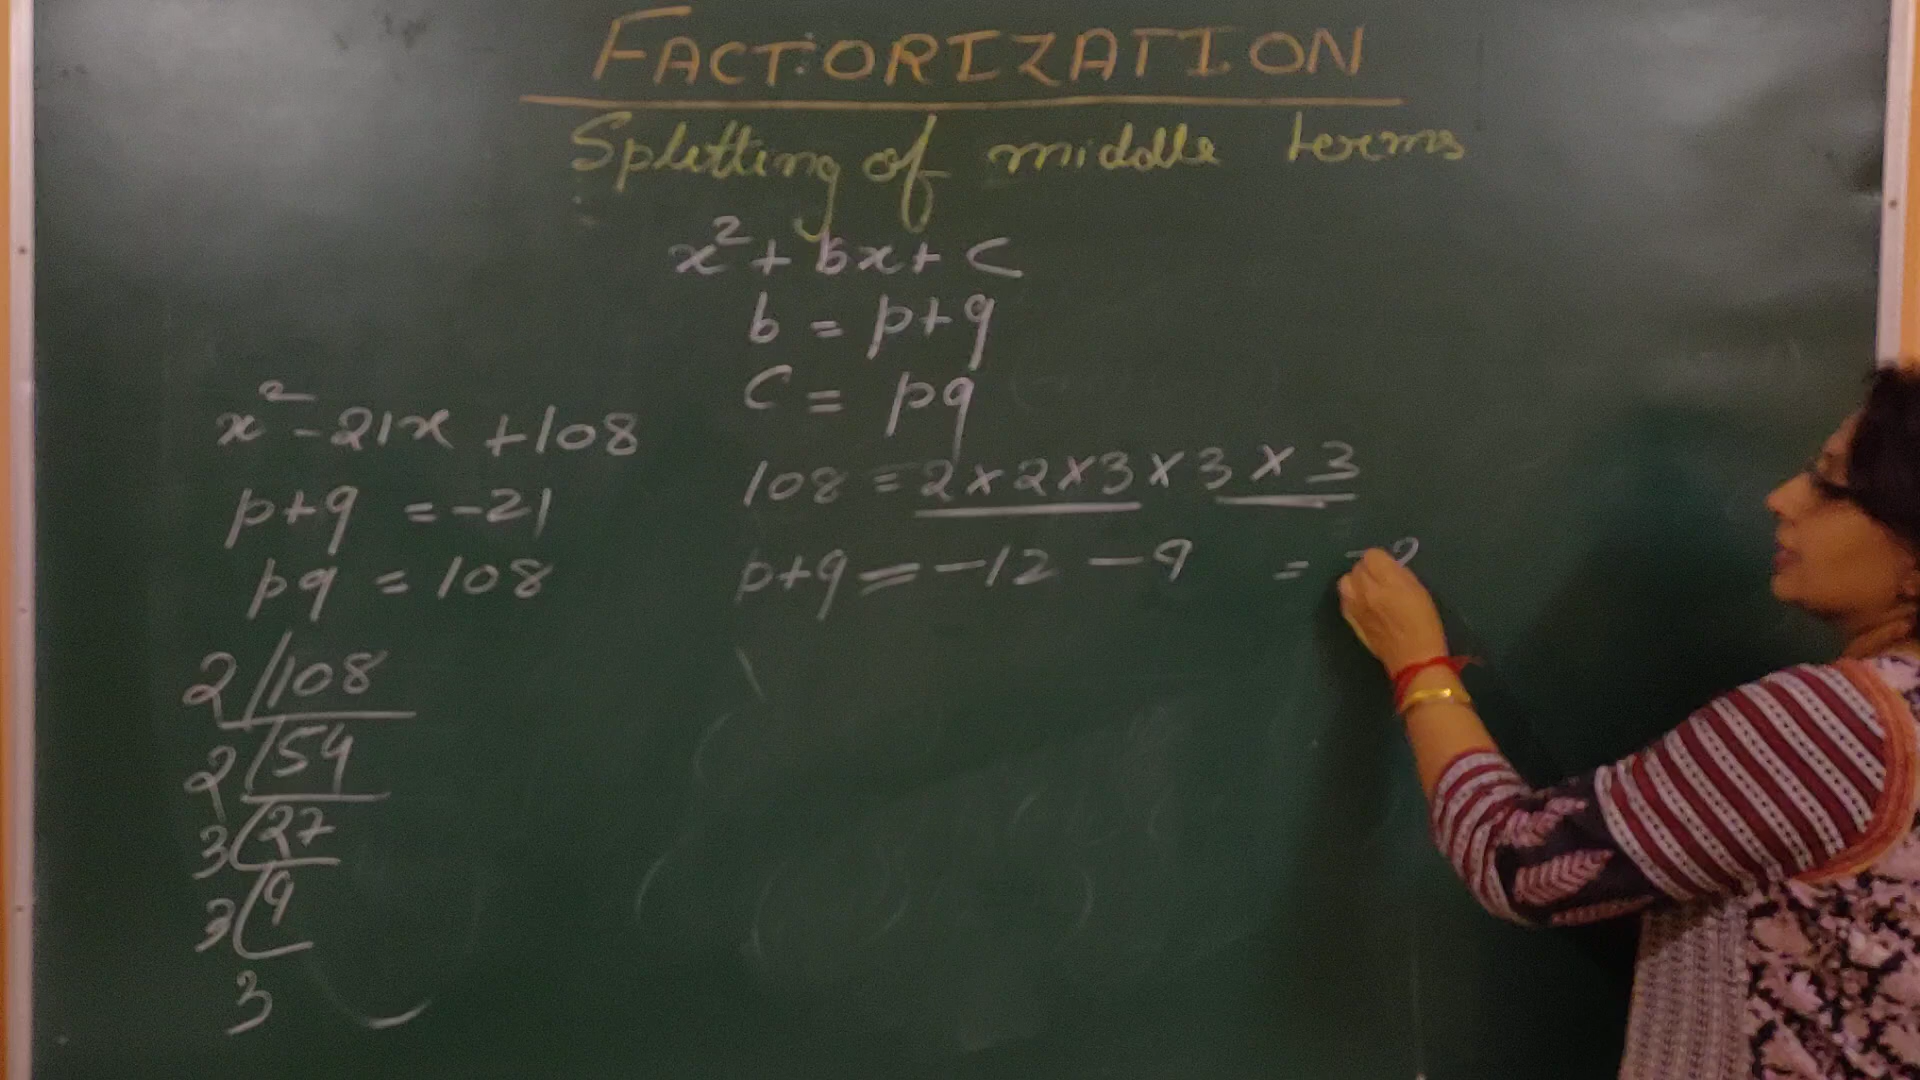 FACTORIZATION
Splitting of middle terms
x² + bx + c
b = p+q
c = pq
x² - 21x + 108
p+q = -21
pq = 108
2/108
2/54
3/27
3/9
3
108 = 2×2×3×3×3
p+q = -12 -9 =